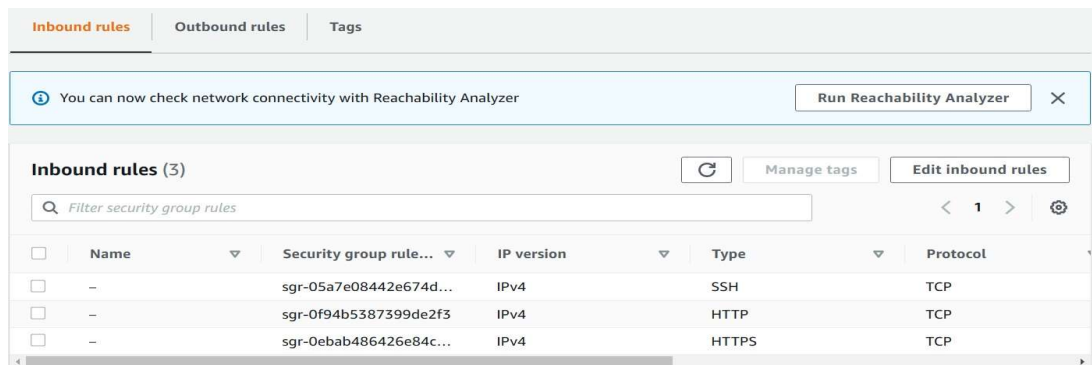 Inbound rules Outbound rules Tags
You can now check network connectivity with Reachability Analyzer Run Reachability Analyzer
Inbound rules (3) Manage tags Edit inbound rules
Filter security group rules 1
Name Security group rule... IP version Type Protocol
– sgr-05a7e08442e674d... IPv4 SSH TCP
– sgr-0f94b5387399de2f3 IPv4 HTTP TCP
– sgr-0ebab486426e84c... IPv4 HTTPS TCP